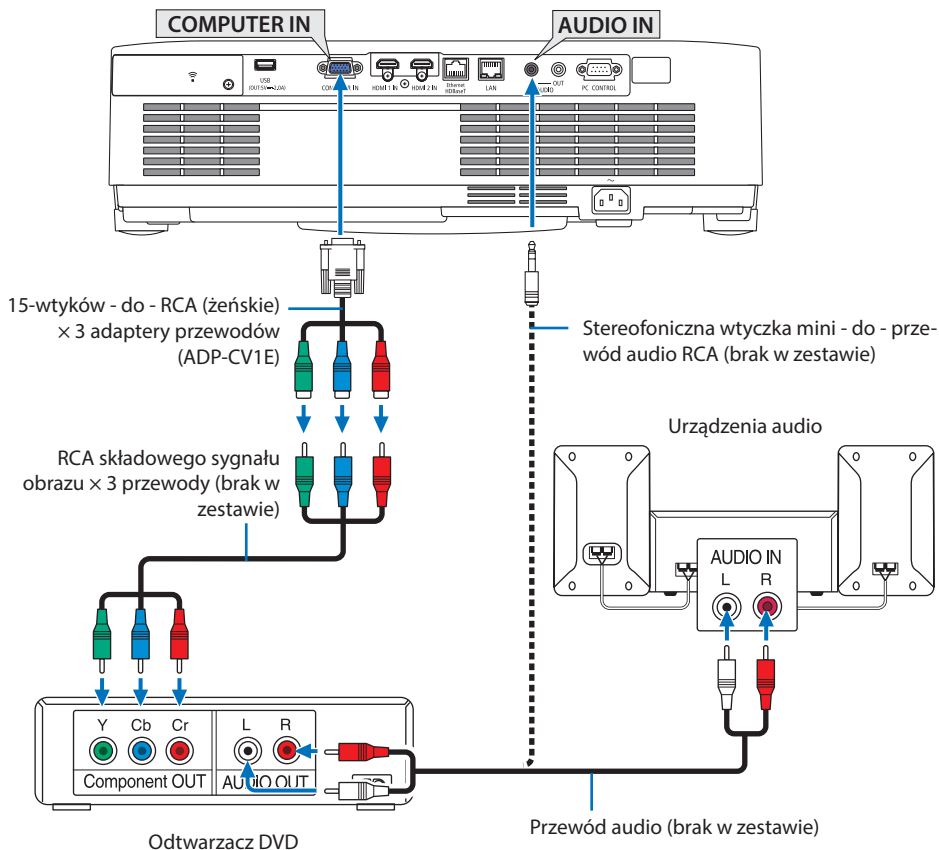 COMPUTER IN
AUDIO IN
USB
(OUT:5V⎓2.0A)
HDMI 1 IN
HDMI 2 IN
Ethernet
HDBaseT
LAN
OUT
PC CONTROL
15-wtyków - do - RCA (żeńskie)
× 3 adaptery przewodów
(ADP-CV1E)
Stereofoniczna wtyczka mini - do - prze-
wód audio RCA (brak w zestawie)
Urządzenia audio
RCA składowego sygnału
obrazu × 3 przewody (brak w
zestawie)
AUDIO IN
L R
Y Cb Cr
L R
Component OUT
AUDIO OUT
Przewód audio (brak w zestawie)
Odtwarzacz DVD